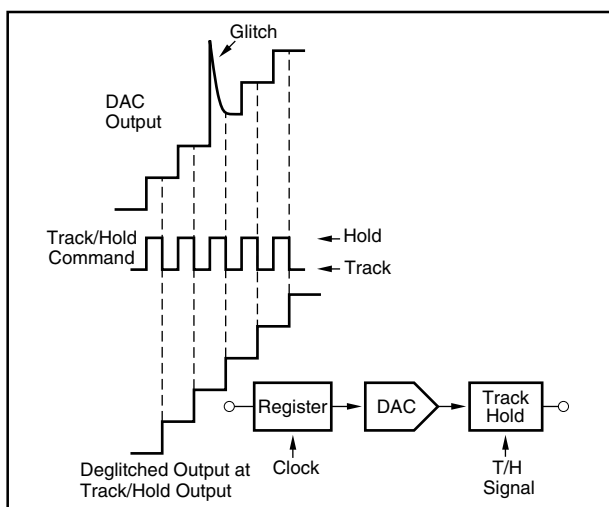 Glitch
DAC
Output
Track/Hold
Command
Hold
Track
Register
DAC
Track
Hold
Clock
T/H
Signal
Deglitched Output at
Track/Hold Output